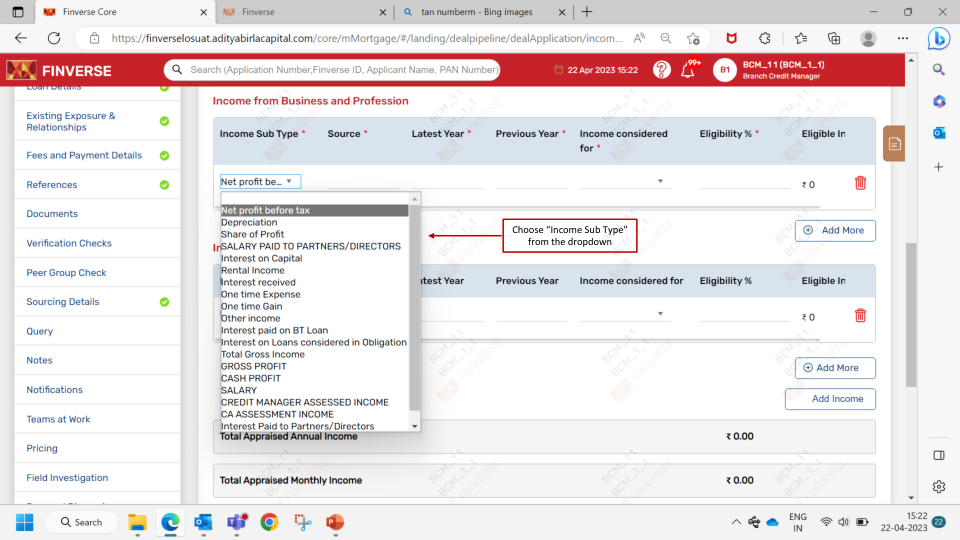 Finverse Core
Finverse
tan numberm - Bing images
https://finverselosuat.adityabirlacapital.com/core/mMortgage/#/landing/dealpipeline/dealApplication/incom...
FINVERSE
Search (Application Number,Finverse ID, Applicant Name, PAN Number)
22 Apr 2023 15:22
99+
B1
BCM_1 1 (BCM_1_1)
Branch Credit Manager
Loan Details
Existing Exposure &
Relationships
Fees and Payment Details
References
Documents
Verification Checks
Peer Group Check
Sourcing Details
Query
Notes
Notifications
Teams at Work
Pricing
Field Investigation
Income from Business and Profession
Income Sub Type * Source * Latest Year * Previous Year * Income considered for * Eligibility % * Eligible In
Net profit be... ₹ 0
Net profit before tax
Depreciation
Share of Profit
SALARY PAID TO PARTNERS/DIRECTORS
Interest on Capital
Rental Income
Interest received
One time Expense
One time Gain
Other income
Interest paid on BT Loan
Interest on Loans considered in Obligation
Total Gross Income
GROSS PROFIT
CASH PROFIT
SALARY
CREDIT MANAGER ASSESSED INCOME
CA ASSESSMENT INCOME
Interest Paid to Partners/Directors
Choose “Income Sub Type”
from the dropdown
Add More
In
test Year Previous Year Income considered for Eligibility % Eligible In
₹ 0
Add More
Add Income
Total Appraised Annual Income ₹ 0.00
Total Appraised Monthly Income ₹ 0.00
BCM_1 1
BCM_1_1
FINVERSE
Search
ENG
IN
15:22
22-04-2023
22